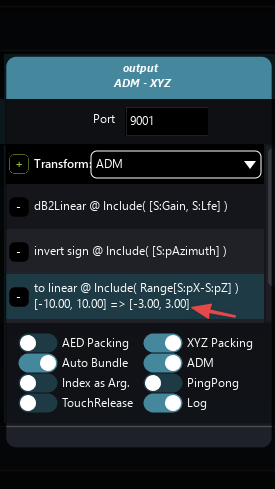 output
ADM - XYZ
Port 9001
+ Transform: ADM
- dB2Linear @ Include( [S:Gain, S:Lfe] )
- invert sign @ Include( [S:pAzimuth] )
- to linear @ Include( Range[S:pX-S:pZ] )
[-10.00, 10.00] => [-3.00, 3.00]
AED Packing XYZ Packing
Auto Bundle ADM
Index as Arg. PingPong
TouchRelease Log